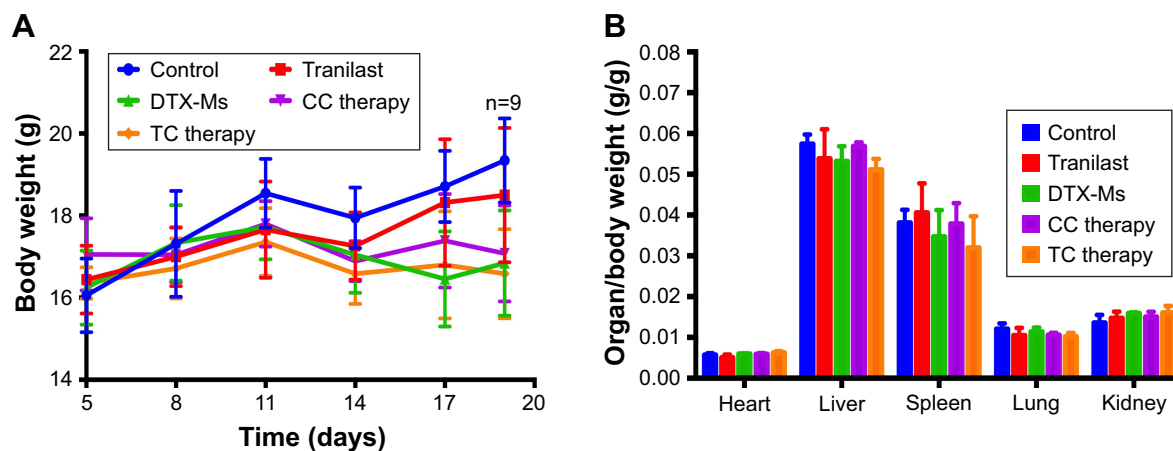 A
Body weight (g)
22
20
18
16
14
Control
Tranilast
DTX-Ms
CC therapy
TC therapy
n=9
5
8
11
14
17
20
Time (days)
B
Organ/body weight (g/g)
0.08
0.07
0.06
0.05
0.04
0.03
0.02
0.01
0.00
Control
Tranilast
DTX-Ms
CC therapy
TC therapy
Heart
Liver
Spleen
Lung
Kidney